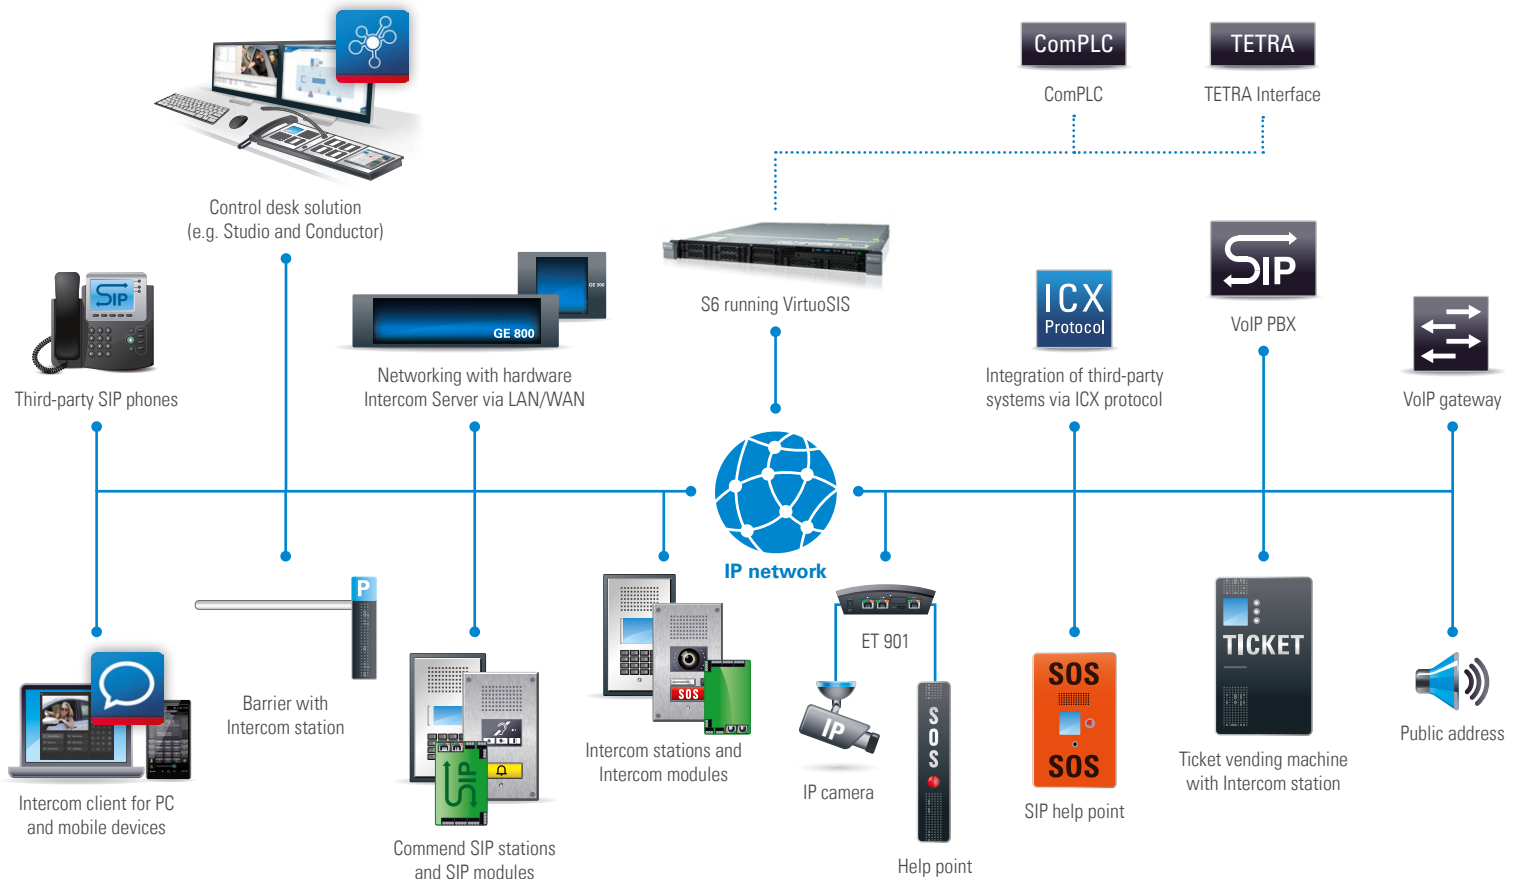 ComPLC
TETRA
ComPLC
TETRA Interface
Control desk solution
(e.g. Studio and Conductor)
SIP
GE 300
GE 800
S6 running VirtuoSIS
ICX
Protocol
SIP
VoIP PBX
Third-party SIP phones
Networking with hardware
Intercom Server via LAN/WAN
Integration of third-party
systems via ICX protocol
VoIP gateway
IP network
P
Barrier with
Intercom station
SOS
Intercom stations and
Intercom modules
ET 901
IP
IP camera
SOS
Help point
SOS
SOS
SIP help point
TICKET
Ticket vending machine
with Intercom station
Public address
Intercom client for PC
and mobile devices
SIP
Commend SIP stations
and SIP modules